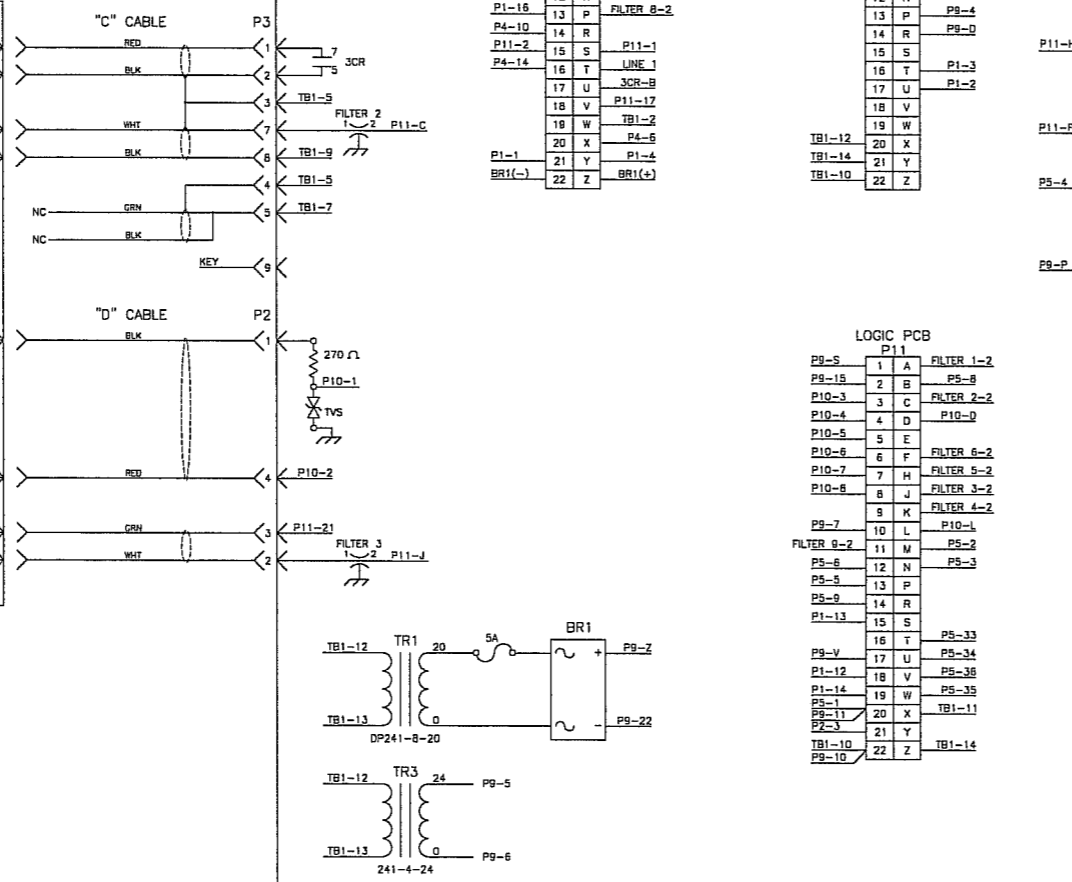 "C" CABLE P3
RED 1 7
3CR
BLK 2 5
3 TB1-5
FILTER 2
WHT 7 1 2 P11-C
BLK 8 TB1-9
4 TB1-5
NC GRN 5 TB1-7
NC BLK
KEY 9
"D" CABLE P2
BLK 1
270 Ω
P10-1
TVS
RED 4 P10-2
GRN 3 P11-21
FILTER 3
WHT 2 1 2 P11-J
P1-16 13 P FILTER 8-2
P4-10 14 R
P11-2 15 S P11-1
P4-14 16 T LINE 1
17 U 3CR-8
18 V P11-17
19 W TB1-2
20 X P4-6
P1-1 21 Y P1-4
BR1(-) 22 Z BR1(+)
13 P P9-4
14 R P9-D
15 S
16 T P1-3
17 U P1-2
18 V
19 W
TB1-12 20 X
TB1-14 21 Y
TB1-10 22 Z
P5-4
P9-P
LOGIC PCB
P11
P9-S 1 A FILTER 1-2
P9-15 2 B P5-8
P10-3 3 C FILTER 2-2
P10-4 4 D P10-D
P10-5 5 E
P10-6 6 F FILTER 6-2
P10-7 7 H FILTER 5-2
P10-8 8 J FILTER 3-2
9 K FILTER 4-2
P9-7 10 L P10-L
FILTER 9-2 11 M P5-2
P5-6 12 N P5-3
P5-5 13 P
P5-9 14 R
P1-13 15 S
16 T P5-33
P9-V 17 U P5-34
P1-12 18 V P5-36
P1-14 19 W P5-35
P5-1
P9-11 20 X TB1-11
P2-3 21 Y
TB1-10 22 Z TB1-14
P9-10
TB1-12 TR1 20 5A BR1 + P9-Z
TB1-13 0 - P9-22
DP241-8-20
TB1-12 TR3 24 P9-5
TB1-13 0 P9-6
241-4-24